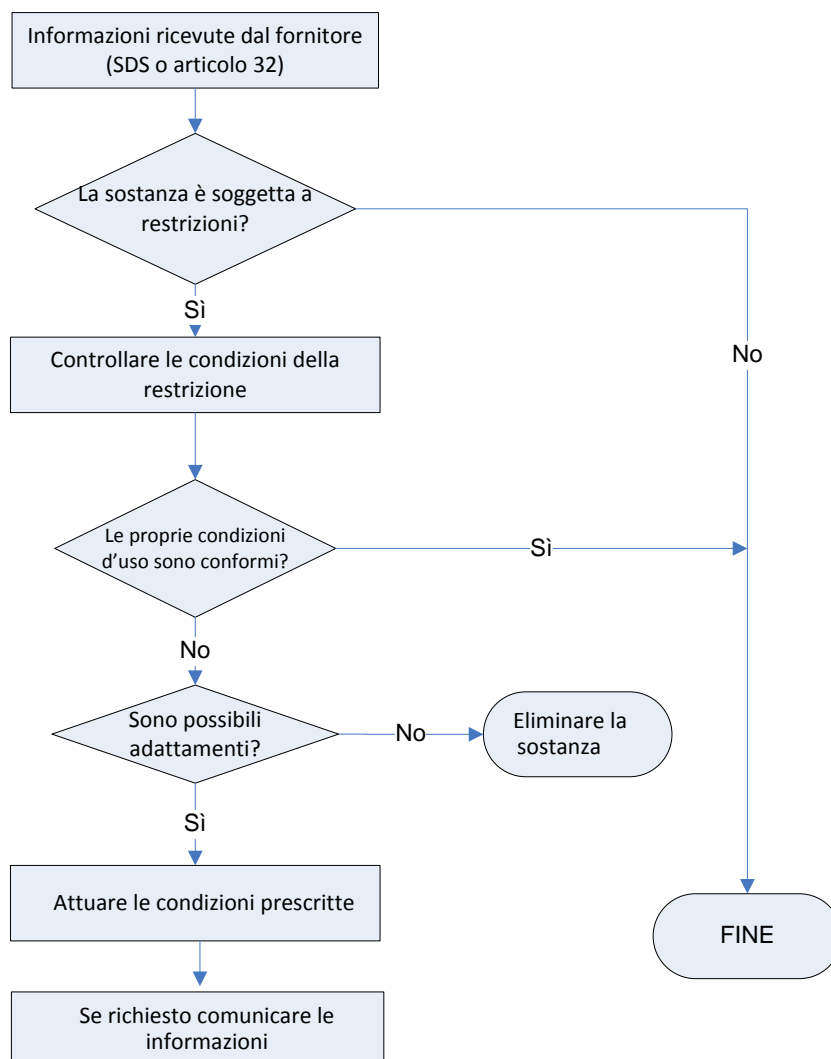 Informazioni ricevute dal fornitore
(SDS o articolo 32)
La sostanza è soggetta a
restrizioni?
Sì
Controllare le condizioni della
restrizione
No
Le proprie condizioni
d'uso sono conformi?
Sì
No
Sono possibili
adattamenti?
No
Eliminare la
sostanza
Sì
Attuare le condizioni prescritte
FINE
Se richiesto comunicare le
informazioni